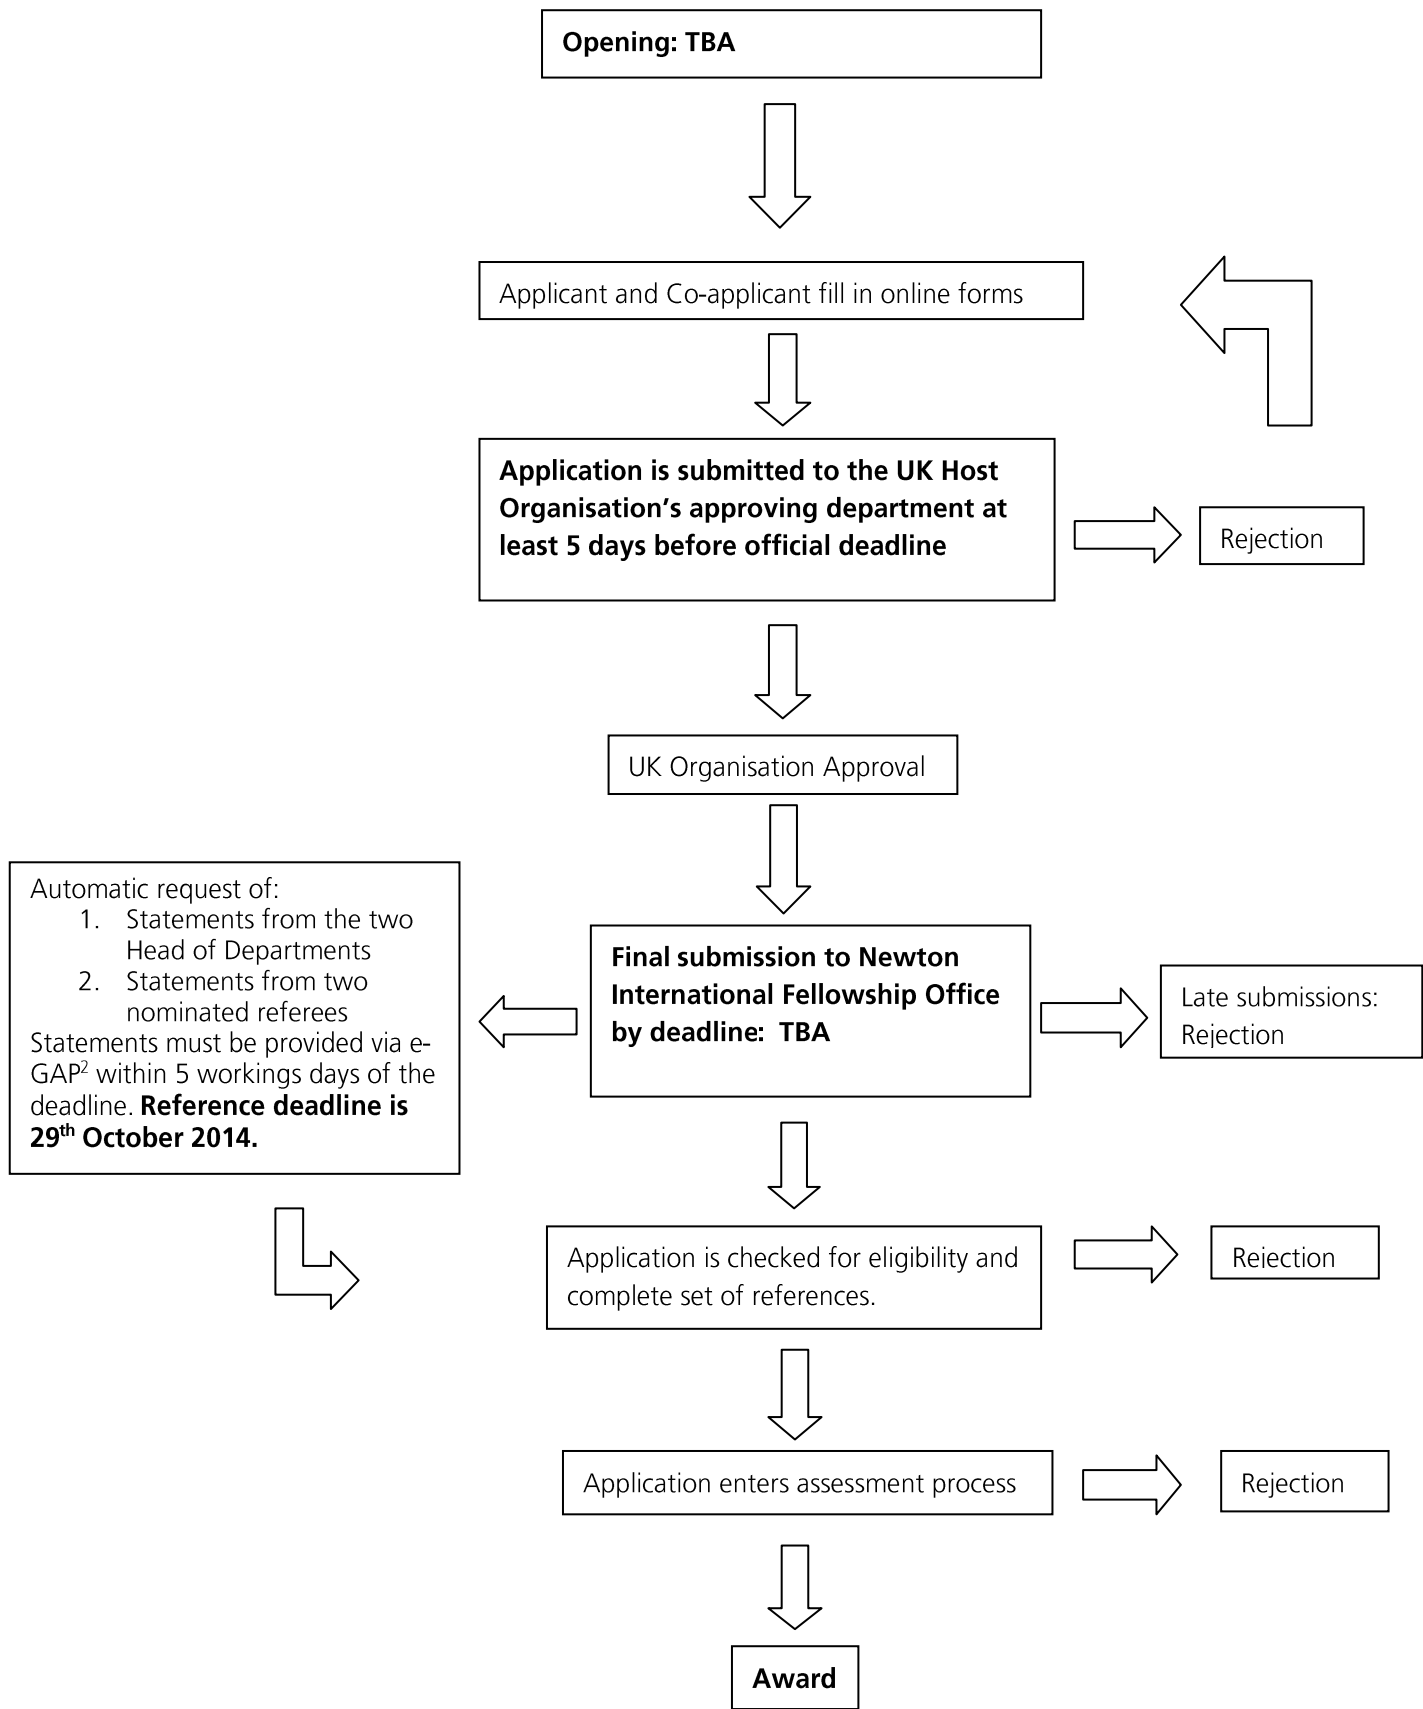 Opening: TBA
Applicant and Co-applicant fill in online forms
Application is submitted to the UK Host
Organisation’s approving department at
least 5 days before official deadline
Rejection
UK Organisation Approval
Automatic request of:
1. Statements from the two
Head of Departments
2. Statements from two
nominated referees
Statements must be provided via e-
GAP² within 5 workings days of the
deadline. Reference deadline is
29th October 2014.
Final submission to Newton
International Fellowship Office
by deadline: TBA
Late submissions:
Rejection
Application is checked for eligibility and
complete set of references.
Rejection
Application enters assessment process
Rejection
Award